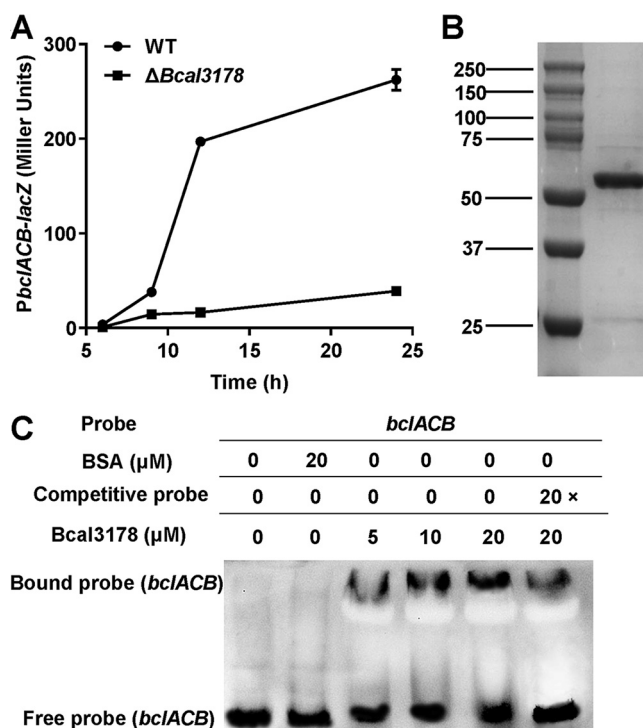 A
PbclACB-lacZ (Miller Units)
300
200
100
0
5
10
15
20
25
Time (h)
WT
ΔBcal3178
B
250
150
100
75
50
37
25
C
Probe bclACB
BSA (μM) 0 20 0 0 0 0
Competitive probe 0 0 0 0 0 20 ×
Bcal3178 (μM) 0 0 5 10 20 20
Bound probe (bclACB)
Free probe (bclACB)